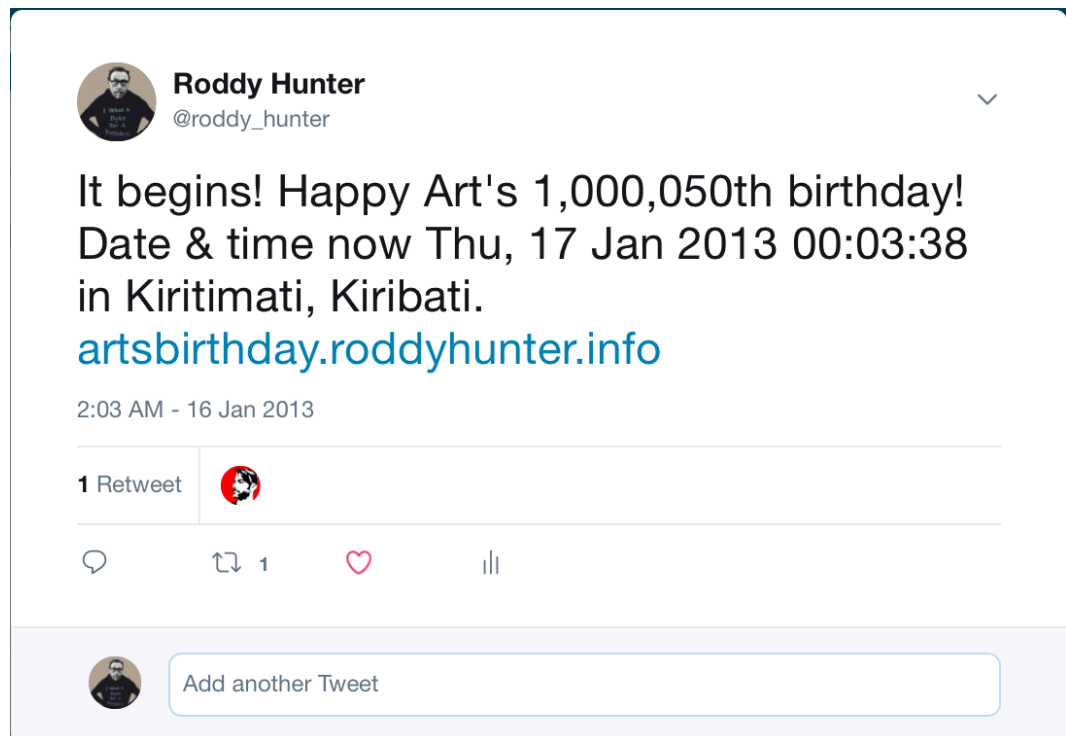 Roddy Hunter
@roddy_hunter
It begins! Happy Art's 1,000,050th birthday!
Date & time now Thu, 17 Jan 2013 00:03:38
in Kiritimati, Kiribati.
artsbirthday.roddyhunter.info
2:03 AM - 16 Jan 2013
1 Retweet
1
Add another Tweet